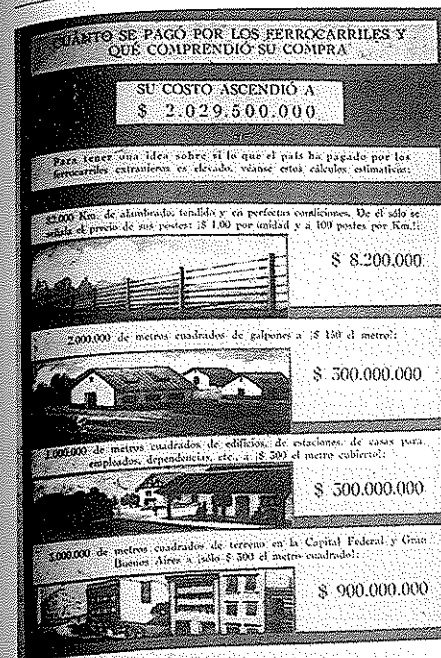 CUÁNTO SE PAGÓ POR LOS FERROCARRILES Y
QUÉ COMPRENDIÓ SU COMPRA
SU COSTO ASCENDIÓ A
$ 2.029.500.000
Para tener una idea sobre si lo que el país ha pagado por los
ferrocarriles extranjeros es elevado, véanse estos cálculos estimativos:
82.000 Km. de alambrado, tendido y en perfectas condiciones. De él sólo se
señala el precio de sus postes: ¡$ 1,00 por unidad y a 100 postes por Km.!:
$ 8.200.000
2.000.000 de metros cuadrados de galpones a ¡$ 150 el metro!:
$ 300.000.000
1.000.000 de metros cuadrados de edificios, de estaciones, de casas para
empleados, dependencias, etc., a ¡$ 300 el metro cubierto!:
$ 300.000.000
3.000.000 de metros cuadrados de terreno en la Capital Federal y Gran
Buenos Aires a ¡sólo $ 300 el metro cuadrado!:
$ 900.000.000